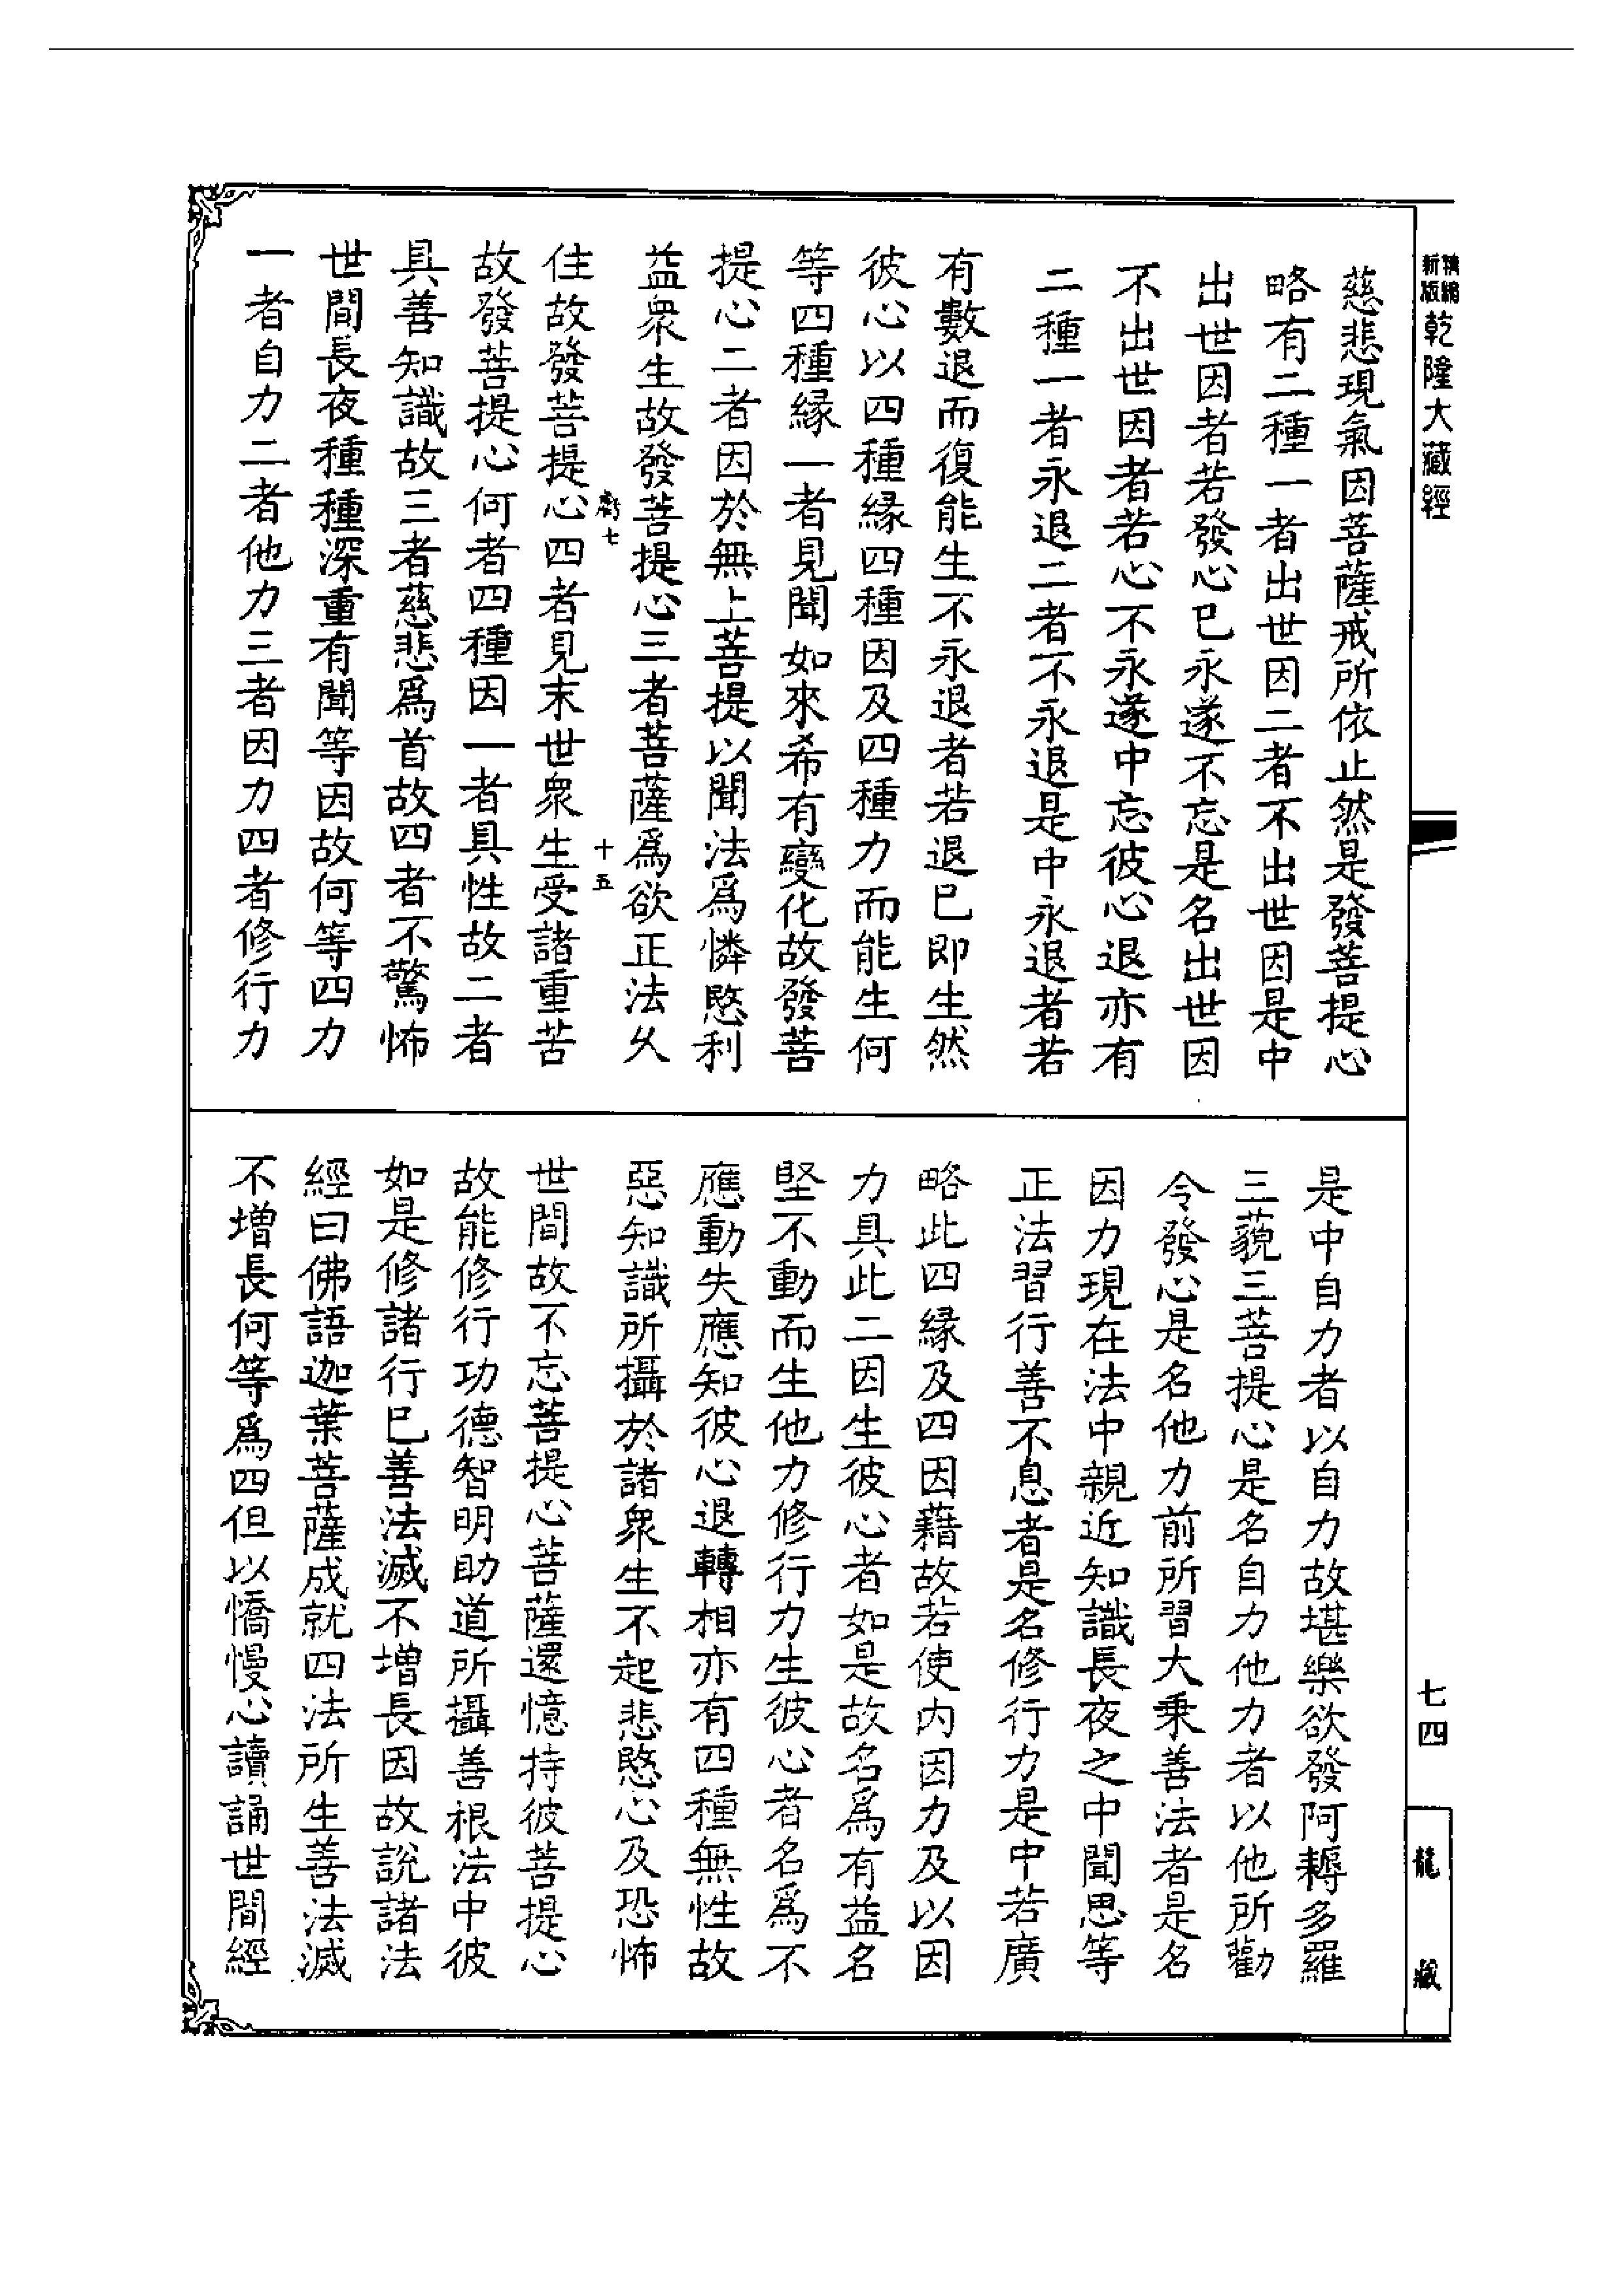 精編
新版
乾隆大藏經
慈悲現氣因菩薩戒所依止然是發菩提心
略有二種一者出世因二者不出世因是中
出世因者若發心已永遂不忘是名出世因
不出世因者若心不永遂中忘彼心退亦有
二種一者永退二者不永退是中永退者若
有數退而復能生不永退者若退已即生然
彼心以四種緣四種因及四種力而能生何
等四種緣一者見聞如來希有變化故發菩
提心二者因於無上菩提以聞法爲憐愍利
益衆生故發菩提心三者菩薩爲欲正法久
七
十五
住故發菩提心四者見末世衆生受諸重苦
故發菩提心何者四種因一者具性故二者
具善知識故三者慈悲爲首故四者不驚怖
世間長夜種種深重有聞等因故何等四力
一者自力二者他力三者因力四者修行力
是中自力者以自力故堪樂欲發阿耨多羅
三藐三菩提心是名自力他力者以他所勸
令發心是名他力前所習大乘善法者是名
因力現在法中親近知識長夜之中聞思等
正法習行善不息者是名修行力是中若廣
略此四緣及四因藉故若使内因力及以因
力具此二因生彼心者如是故名爲有益名
堅不動而生他力修行力生彼心者名爲不
應動失應知彼心退轉相亦有四種無性故
惡知識所攝於諸衆生不起悲愍心及恐怖
世間故不忘菩提心菩薩還憶持彼菩提心
故能修行功德智明助道所攝善根法中彼
如是修諸行已善法滅不增長因故說諸法
經曰佛語迦葉菩薩成就四法所生善法滅
不增長何等爲四但以憍慢心讀誦世間經
七四
龍藏